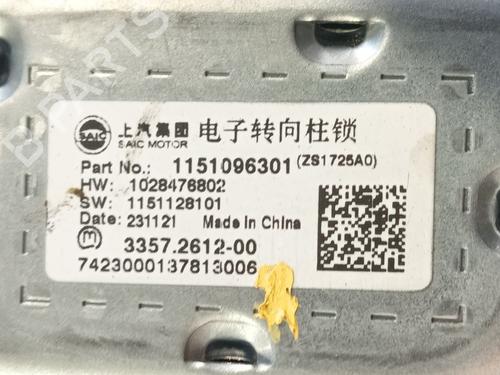 B-PARTS
SAIC 上汽集团 电子转向柱锁
SAIC MOTOR
Part No.: 1151096301 (ZS1725A0)
HW: 1028476802
SW: 1151128101
Date: 231121 Made in China
m 3357.2612-00
7423000137813006